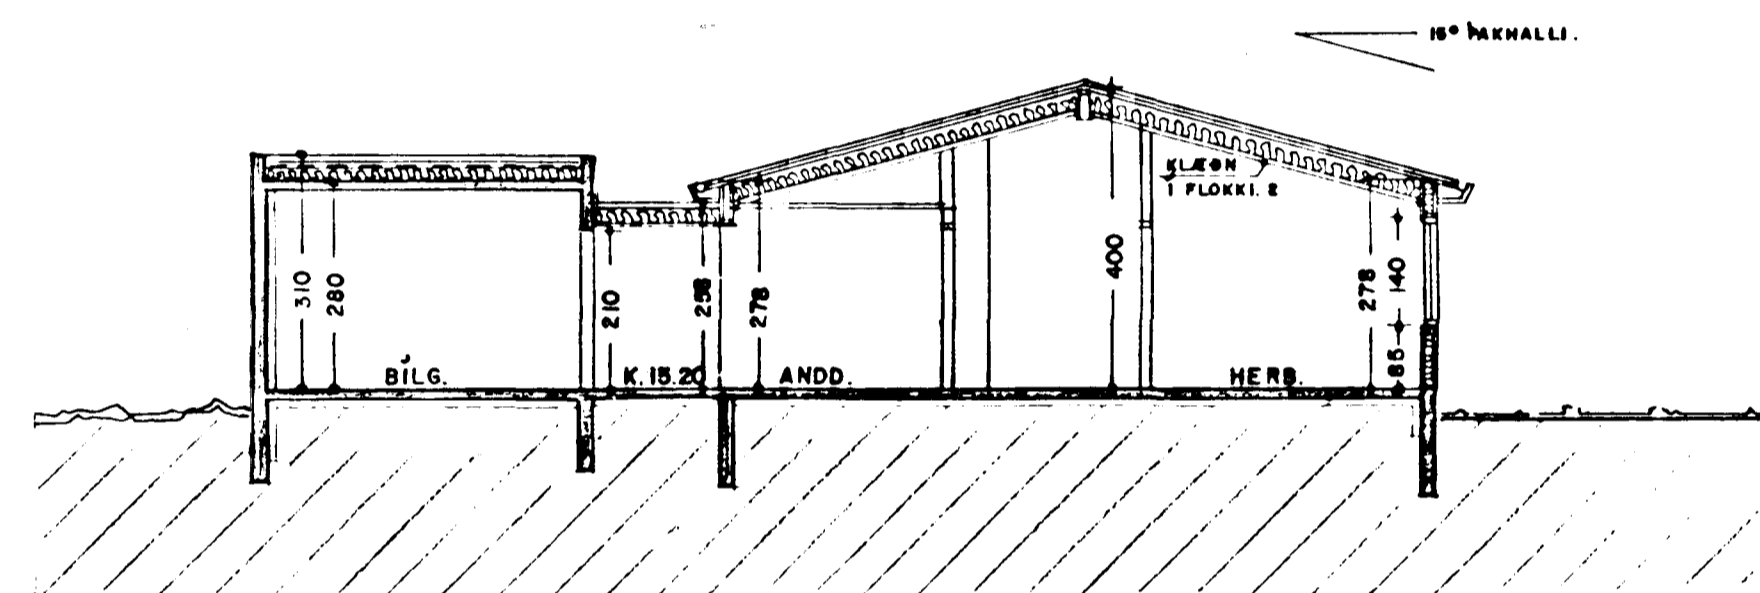 15° ÞAKHALLI.
KLÆÐN
I FLOKKI. 2
310
280
210
258
278
400
278
140
85
BÍLG.
K. 15.20
ANDD.
HERB.